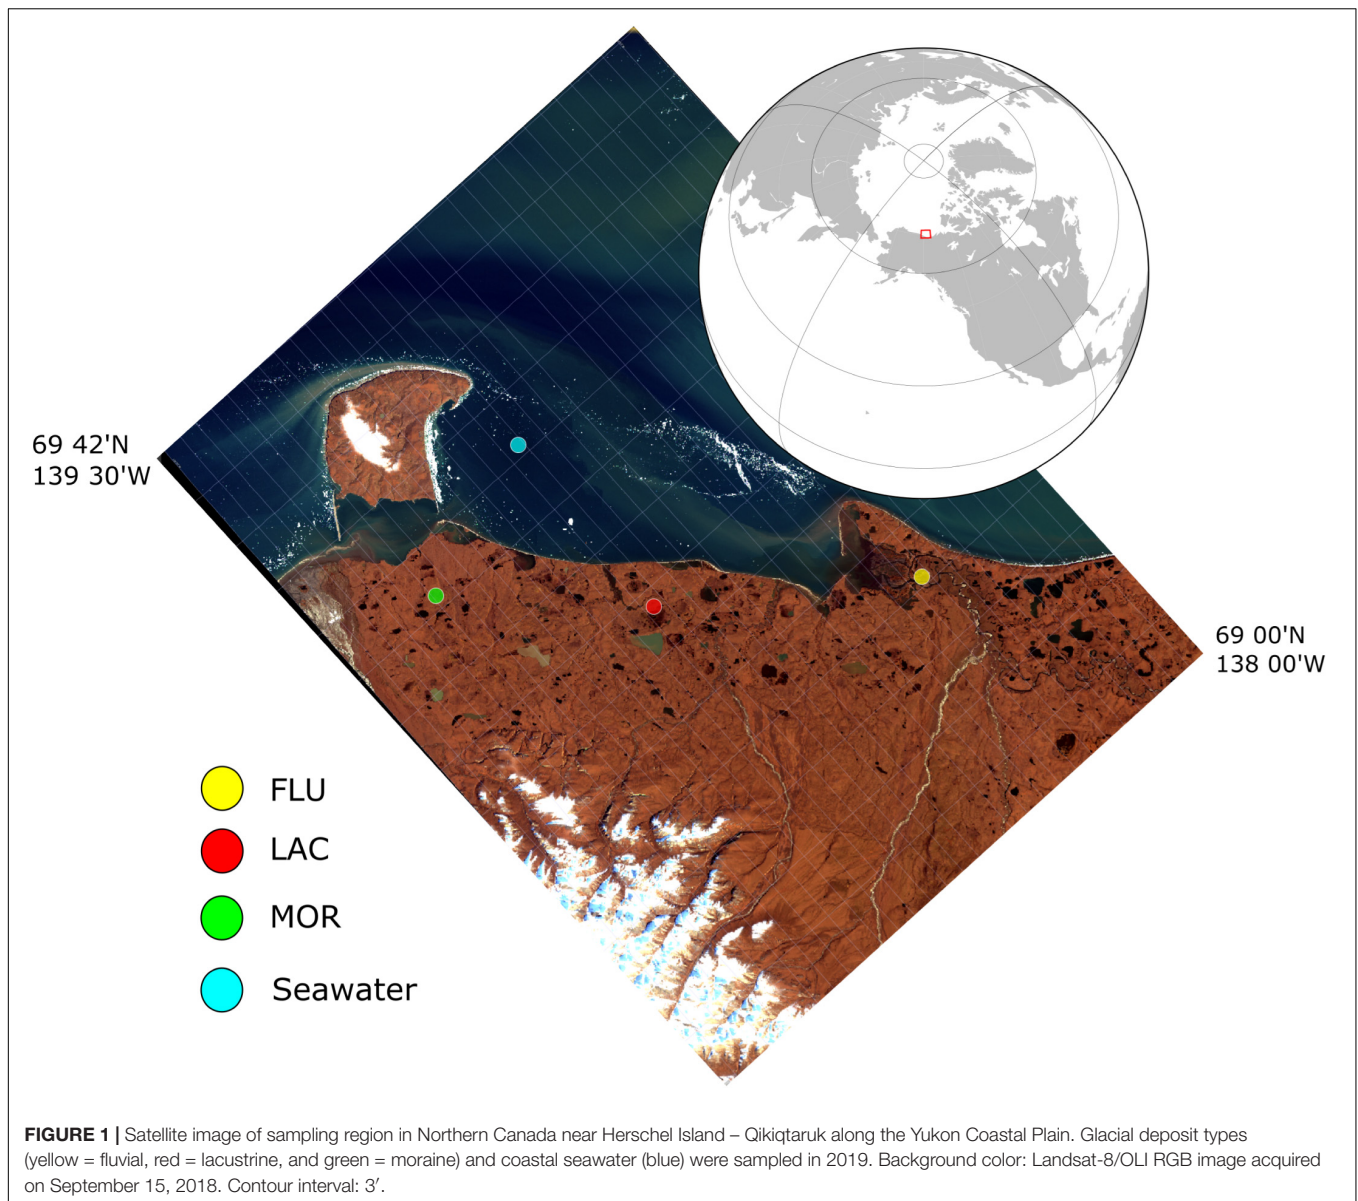 69 42'N
139 30'W
69 00'N
138 00'W
FLU
LAC
MOR
Seawater
FIGURE 1 | Satellite image of sampling region in Northern Canada near Herschel Island – Qikiqtaruk along the Yukon Coastal Plain. Glacial deposit types
(yellow = fluvial, red = lacustrine, and green = moraine) and coastal seawater (blue) were sampled in 2019. Background color: Landsat-8/OLI RGB image acquired
on September 15, 2018. Contour interval: 3′.